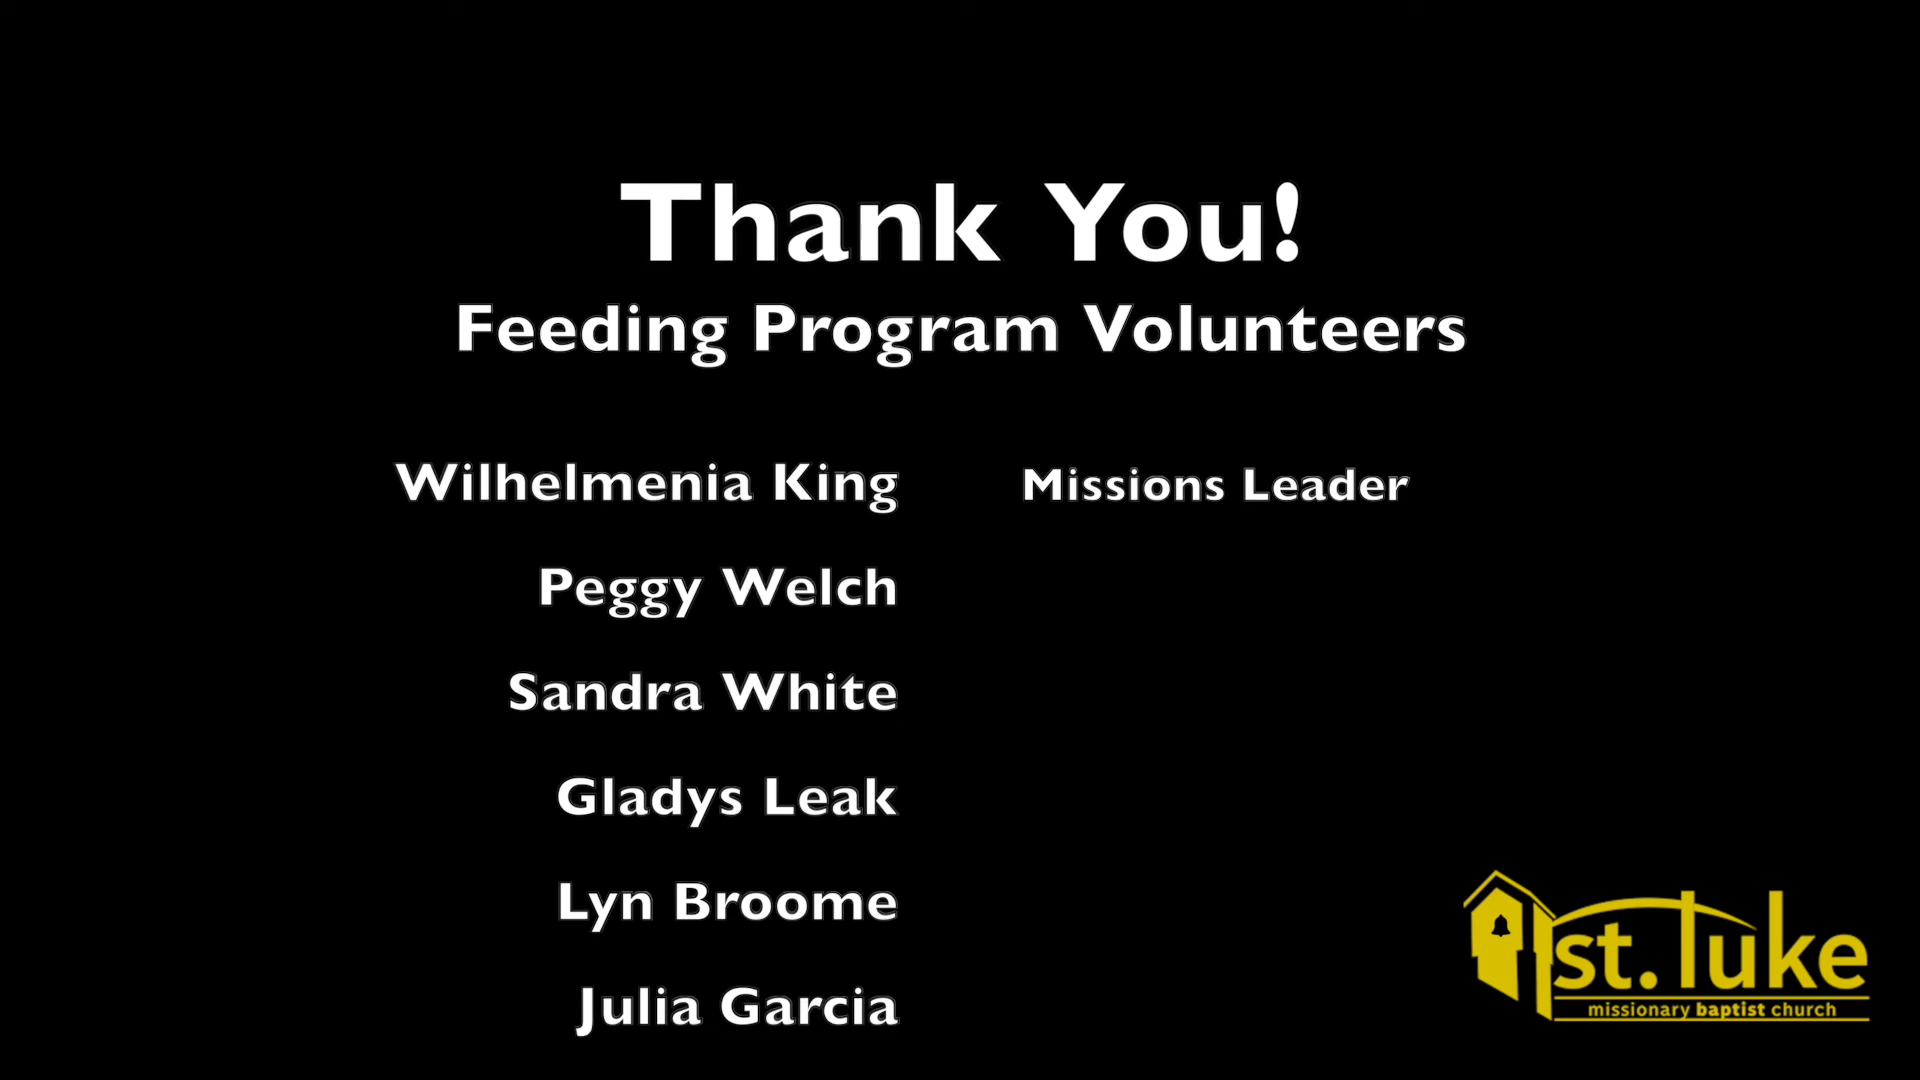 Thank You!
Feeding Program Volunteers
Wilhelmenia King Missions Leader
Peggy Welch
Sandra White
Gladys Leak
Lyn Broome
Julia Garcia
st. luke
missionary baptist church